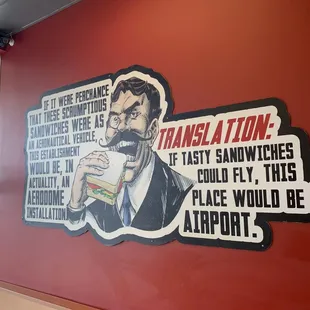 IF IT WERE PERCHANCE
THAT THESE SCRUMPTIOUS
SANDWICHES WERE AS
AN AERONAUTICAL VEHICLE,
THIS ESTABLISHMENT
WOULD BE, IN
ACTUALITY, AN
AERODOME
INSTALLATION.
TRANSLATION:
IF TASTY SANDWICHES
COULD FLY, THIS
PLACE WOULD BE
AIRPORT.